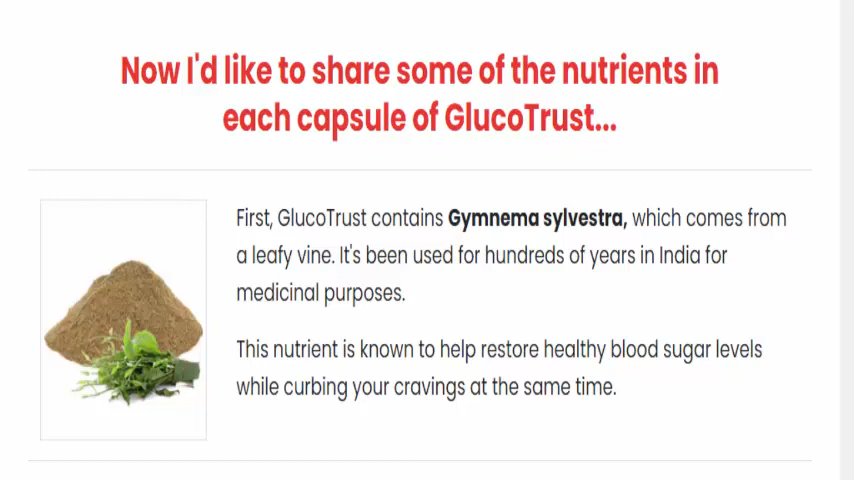 Now I'd like to share some of the nutrients in
each capsule of GlucoTrust...
First, GlucoTrust contains Gymnema sylvestra, which comes from
a leafy vine. It's been used for hundreds of years in India for
medicinal purposes.
This nutrient is known to help restore healthy blood sugar levels
while curbing your cravings at the same time.